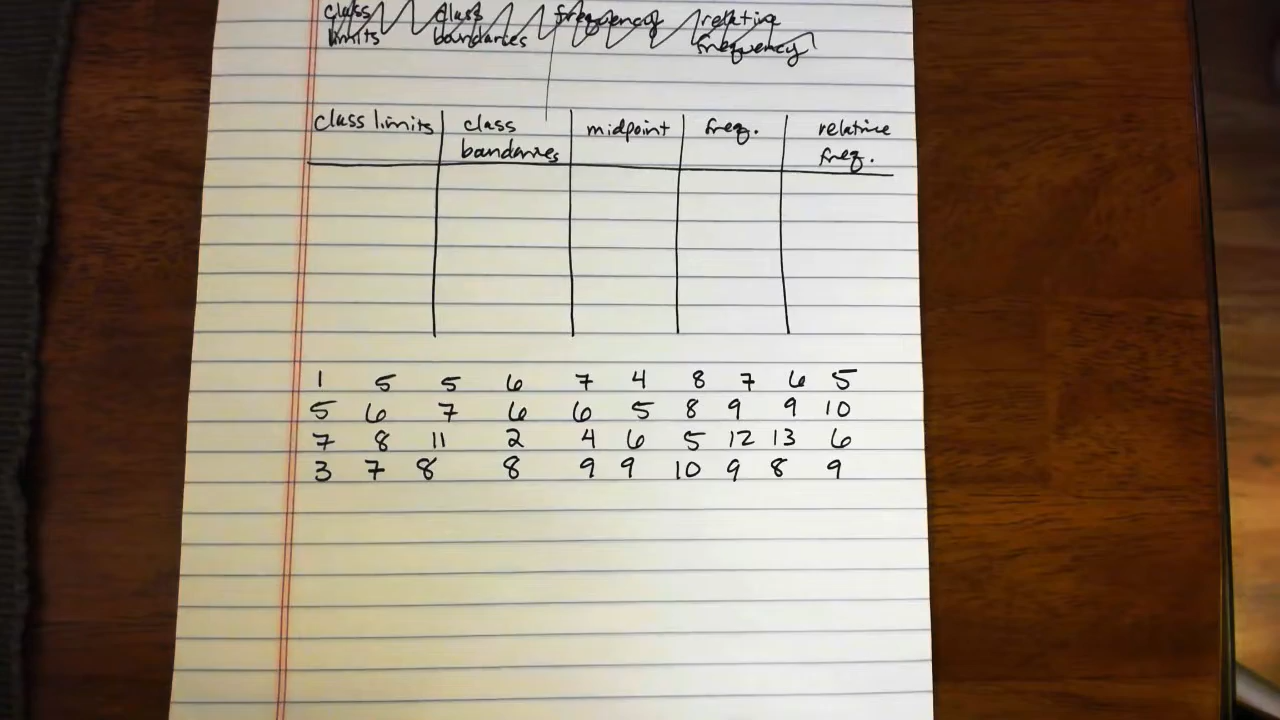 class class frequency relative
limits boundaries frequency
class limits class midpoint freq. relative
boundaries freq.
1 5 5 6 7 4 8 7 6 5
5 6 7 6 6 5 8 9 9 10
7 8 11 2 4 6 5 12 13 6
3 7 8 8 9 9 10 9 8 9